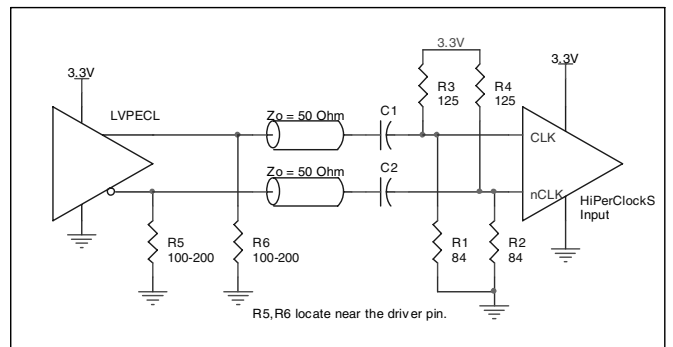 3.3V
3.3V
3.3V
LVPECL
R3
125
R4
125
Zo = 50 Ohm
C1
CLK
Zo = 50 Ohm
C2
nCLK
HiPerClockS
Input
R5
100-200
R6
100-200
R1
84
R2
84
R5,R6 locate near the driver pin.